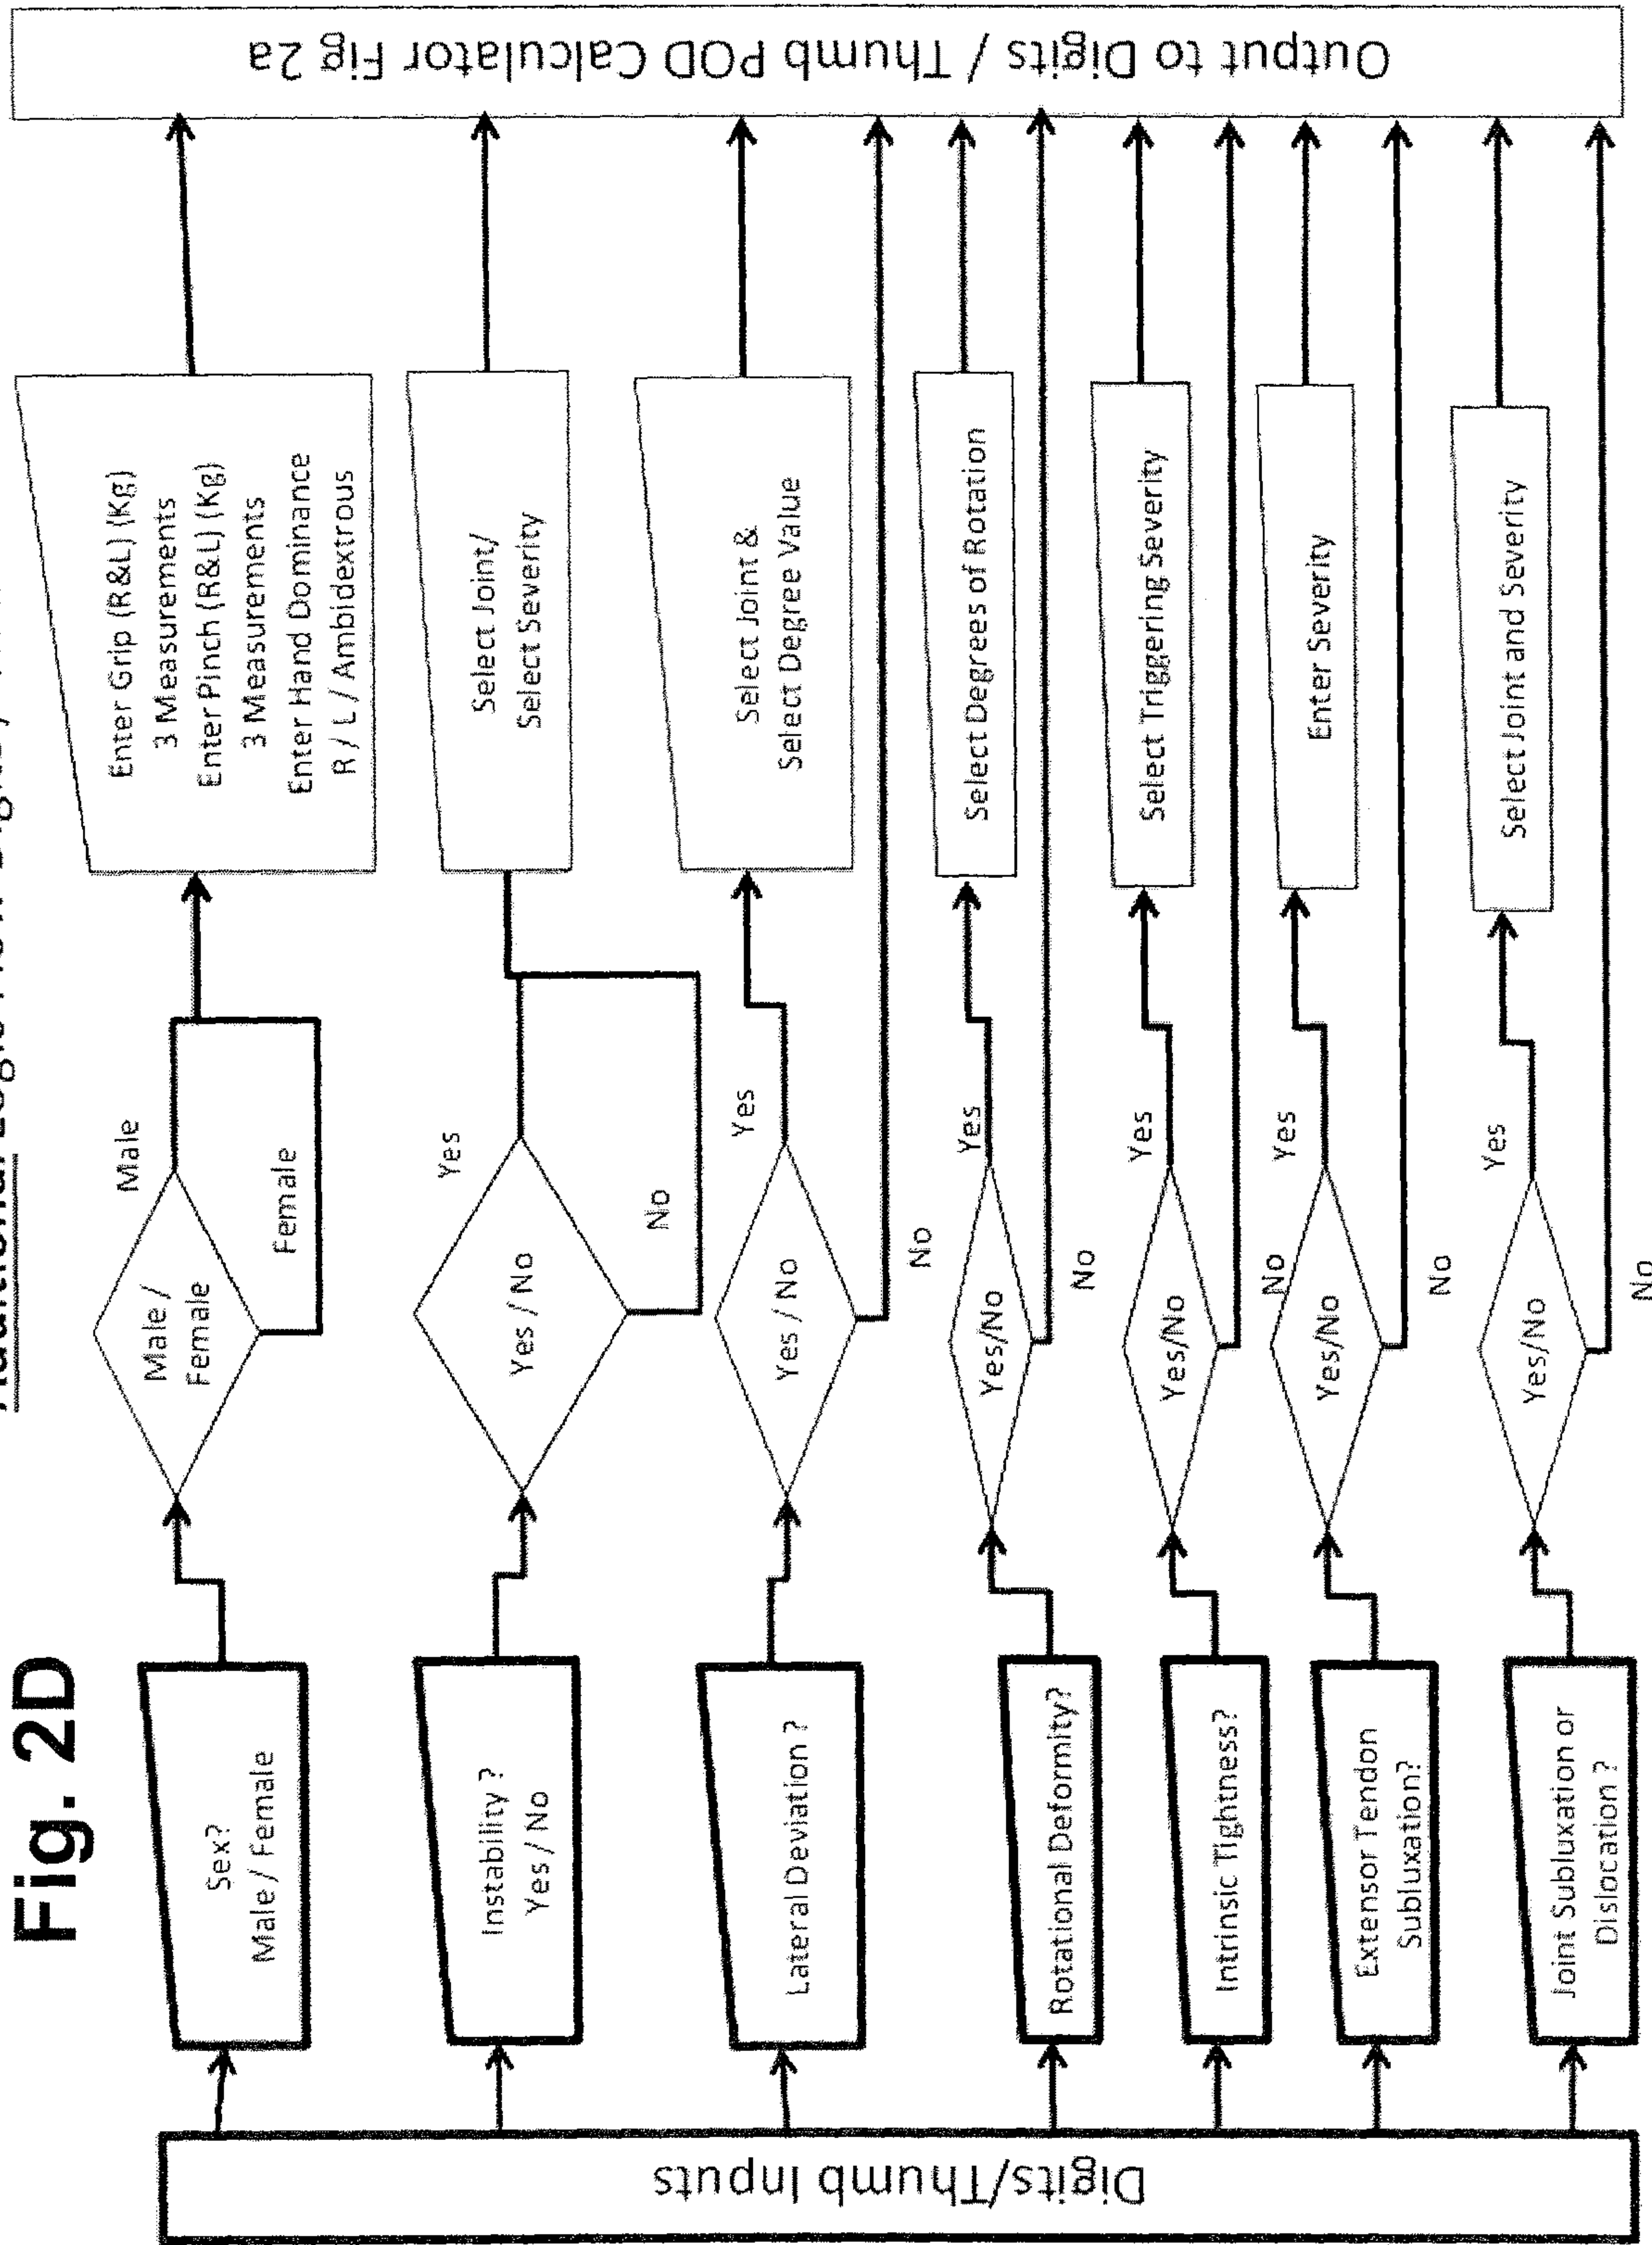 Fig. 2D
Additional Logic Flow
Digits/Thumb Inputs
Sex?
Male / Female
Male /
Female
Male
Female
Enter Grip (R&L) (Kg)
3 Measurements
Enter Pinch (R&L) (Kg)
3 Measurements
Enter Hand Dominance
R / L / Ambidextrous
Instability ?
Yes / No
Yes / No
Yes
No
Select Joint/
Select Severity
Lateral Deviation ?
Yes / No
Yes
No
Select Joint &
Select Degree Value
Rotational Deformity?
Yes/No
Yes
No
Select Degrees of Rotation
Intrinsic Tightness?
Yes/No
Yes
No
Select Triggering Severity
Extensor Tendon
Subluxation?
Yes/No
Yes
No
Enter Severity
Joint Subluxation or
Dislocation ?
Yes/No
Yes
No
Select Joint and Severity
Output to Digits / Thumb POD Calculator Fig 2a